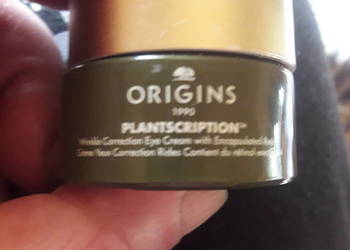 ORIGINS
1990
PLANTSCRIPTION™
Wrinkle Correction Eye Cream with Encapsulated
Crème Yeux Correction Rides Contient du rétinol